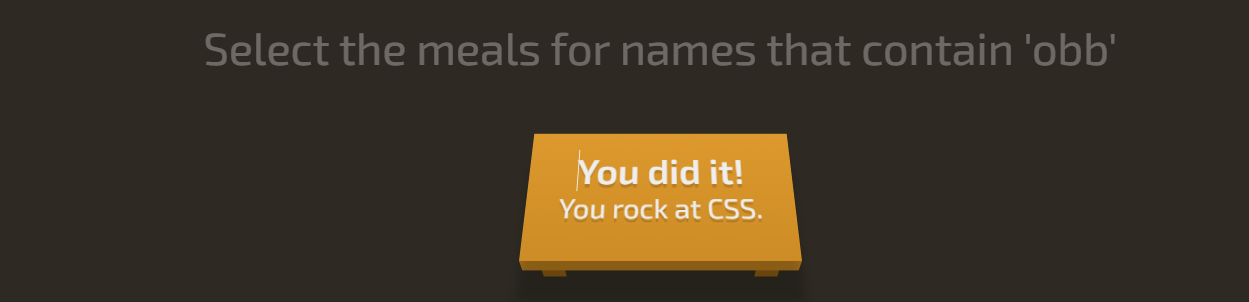 Select the meals for names that contain 'obb'
You did it!
You rock at CSS.